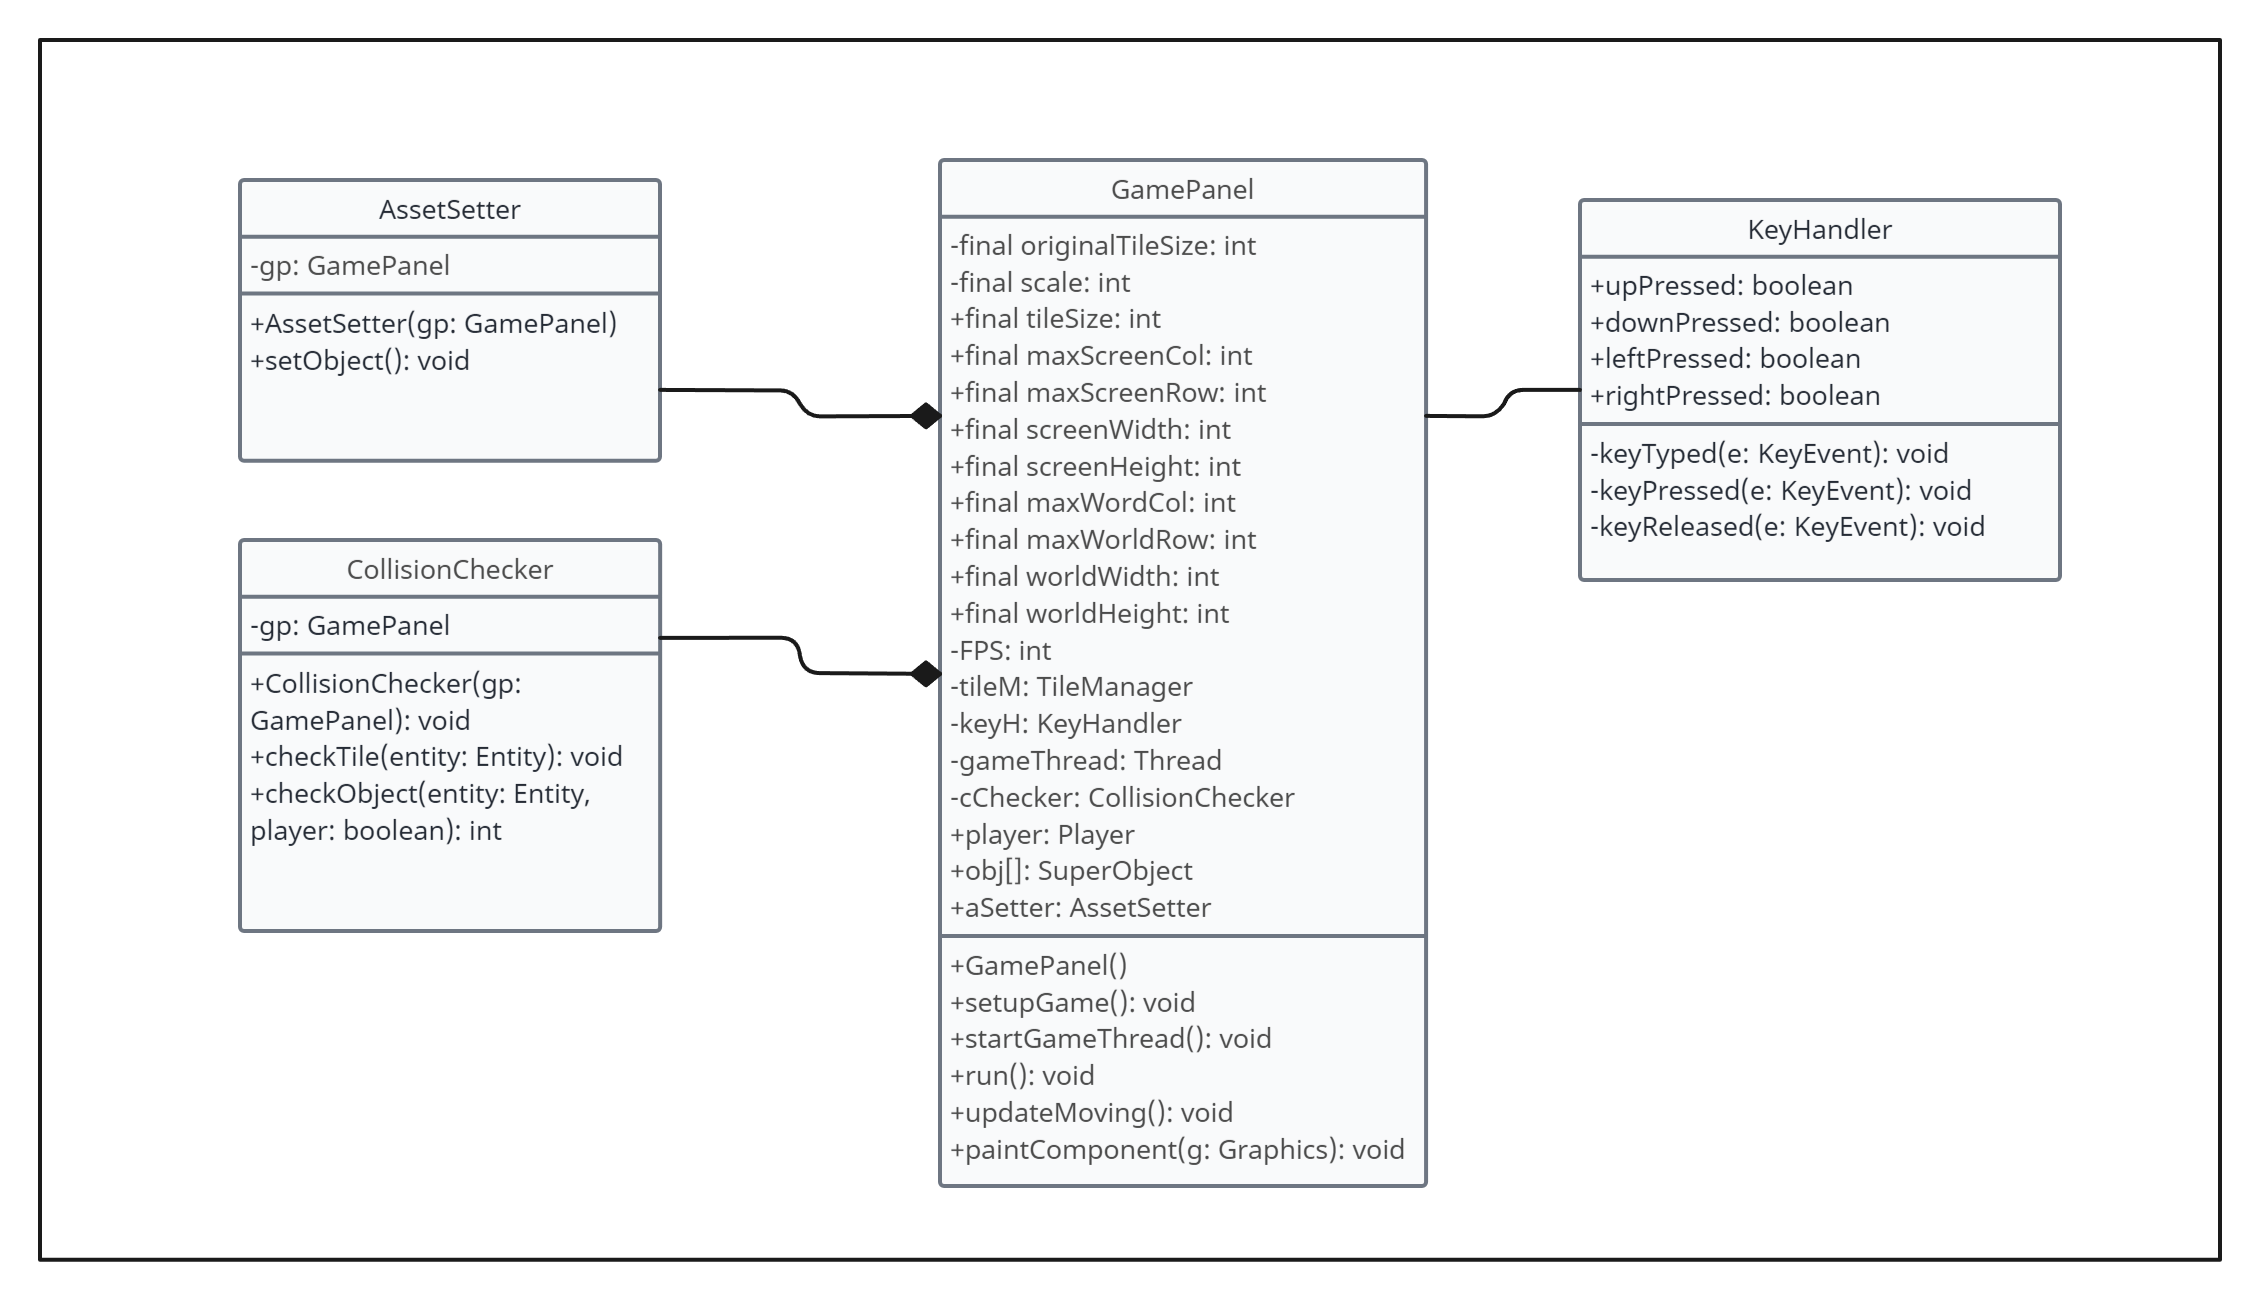 AssetSetter
-gp: GamePanel
+AssetSetter(gp: GamePanel)
+setObject(): void
CollisionChecker
-gp: GamePanel
+CollisionChecker(gp:
GamePanel): void
+checkTile(entity: Entity): void
+checkObject(entity: Entity,
player: boolean): int
GamePanel
-final originalTileSize: int
-final scale: int
+final tileSize: int
+final maxScreenCol: int
+final maxScreenRow: int
+final screenWidth: int
+final screenHeight: int
+final maxWordCol: int
+final maxWorldRow: int
+final worldWidth: int
+final worldHeight: int
-FPS: int
-tileM: TileManager
-keyH: KeyHandler
-gameThread: Thread
-cChecker: CollisionChecker
+player: Player
+obj[]: SuperObject
+aSetter: AssetSetter
+GamePanel()
+setupGame(): void
+startGameThread(): void
+run(): void
+updateMoving(): void
+paintComponent(g: Graphics): void
KeyHandler
+upPressed: boolean
+downPressed: boolean
+leftPressed: boolean
+rightPressed: boolean
-keyTyped(e: KeyEvent): void
-keyPressed(e: KeyEvent): void
-keyReleased(e: KeyEvent): void